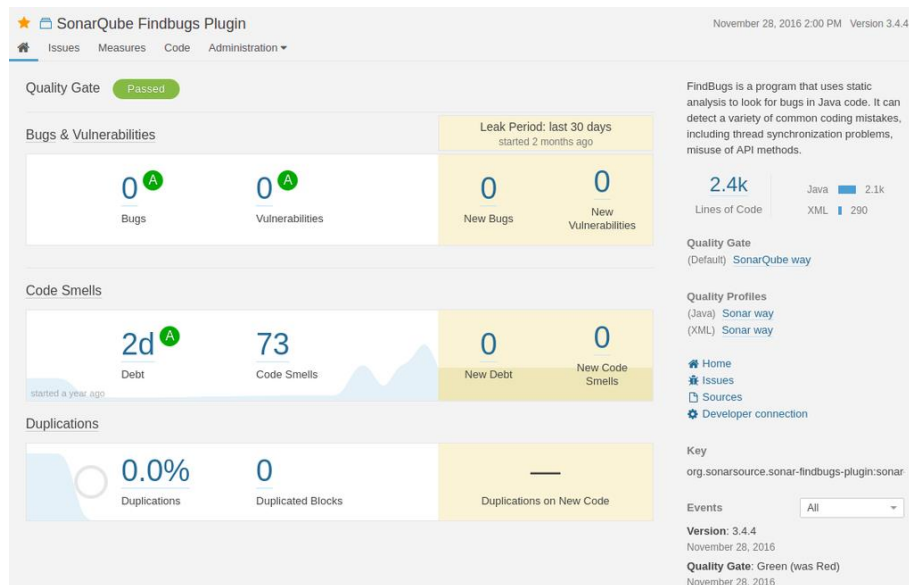 SonarQube Findbugs Plugin
November 28, 2016 2:00 PM Version 3.4.4
Issues Measures Code Administration
Quality Gate Passed
Bugs & Vulnerabilities
Leak Period: last 30 days
started 2 months ago
0 A
Bugs
0 A
Vulnerabilities
0
New Bugs
0
New
Vulnerabilities
Code Smells
2d A
Debt
73
Code Smells
0
New Debt
0
New Code
Smells
started a year ago
Duplications
0.0%
Duplications
0
Duplicated Blocks
—
Duplications on New Code
FindBugs is a program that uses static
analysis to look for bugs in Java code. It can
detect a variety of common coding mistakes,
including thread synchronization problems,
misuse of API methods.
2.4k
Lines of Code
Java 2.1k
XML 290
Quality Gate
(Default) SonarQube way
Quality Profiles
(Java) Sonar way
(XML) Sonar way
Home
Issues
Sources
Developer connection
Key
org.sonarsource.sonar-findbugs-plugin:sonar-
Events All
Version: 3.4.4
November 28, 2016
Quality Gate: Green (was Red)
November 28, 2016